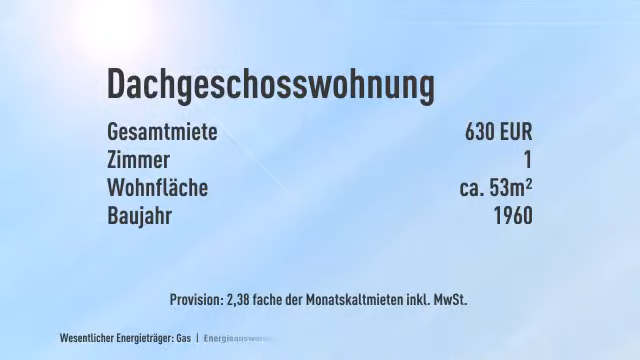 Dachgeschosswohnung
Gesamtmiete 630 EUR
Zimmer 1
Wohnfläche ca. 53m²
Baujahr 1960
Provision: 2,38 fache der Monatskaltmieten inkl. MwSt.
Wesentlicher Energieträger: Gas |